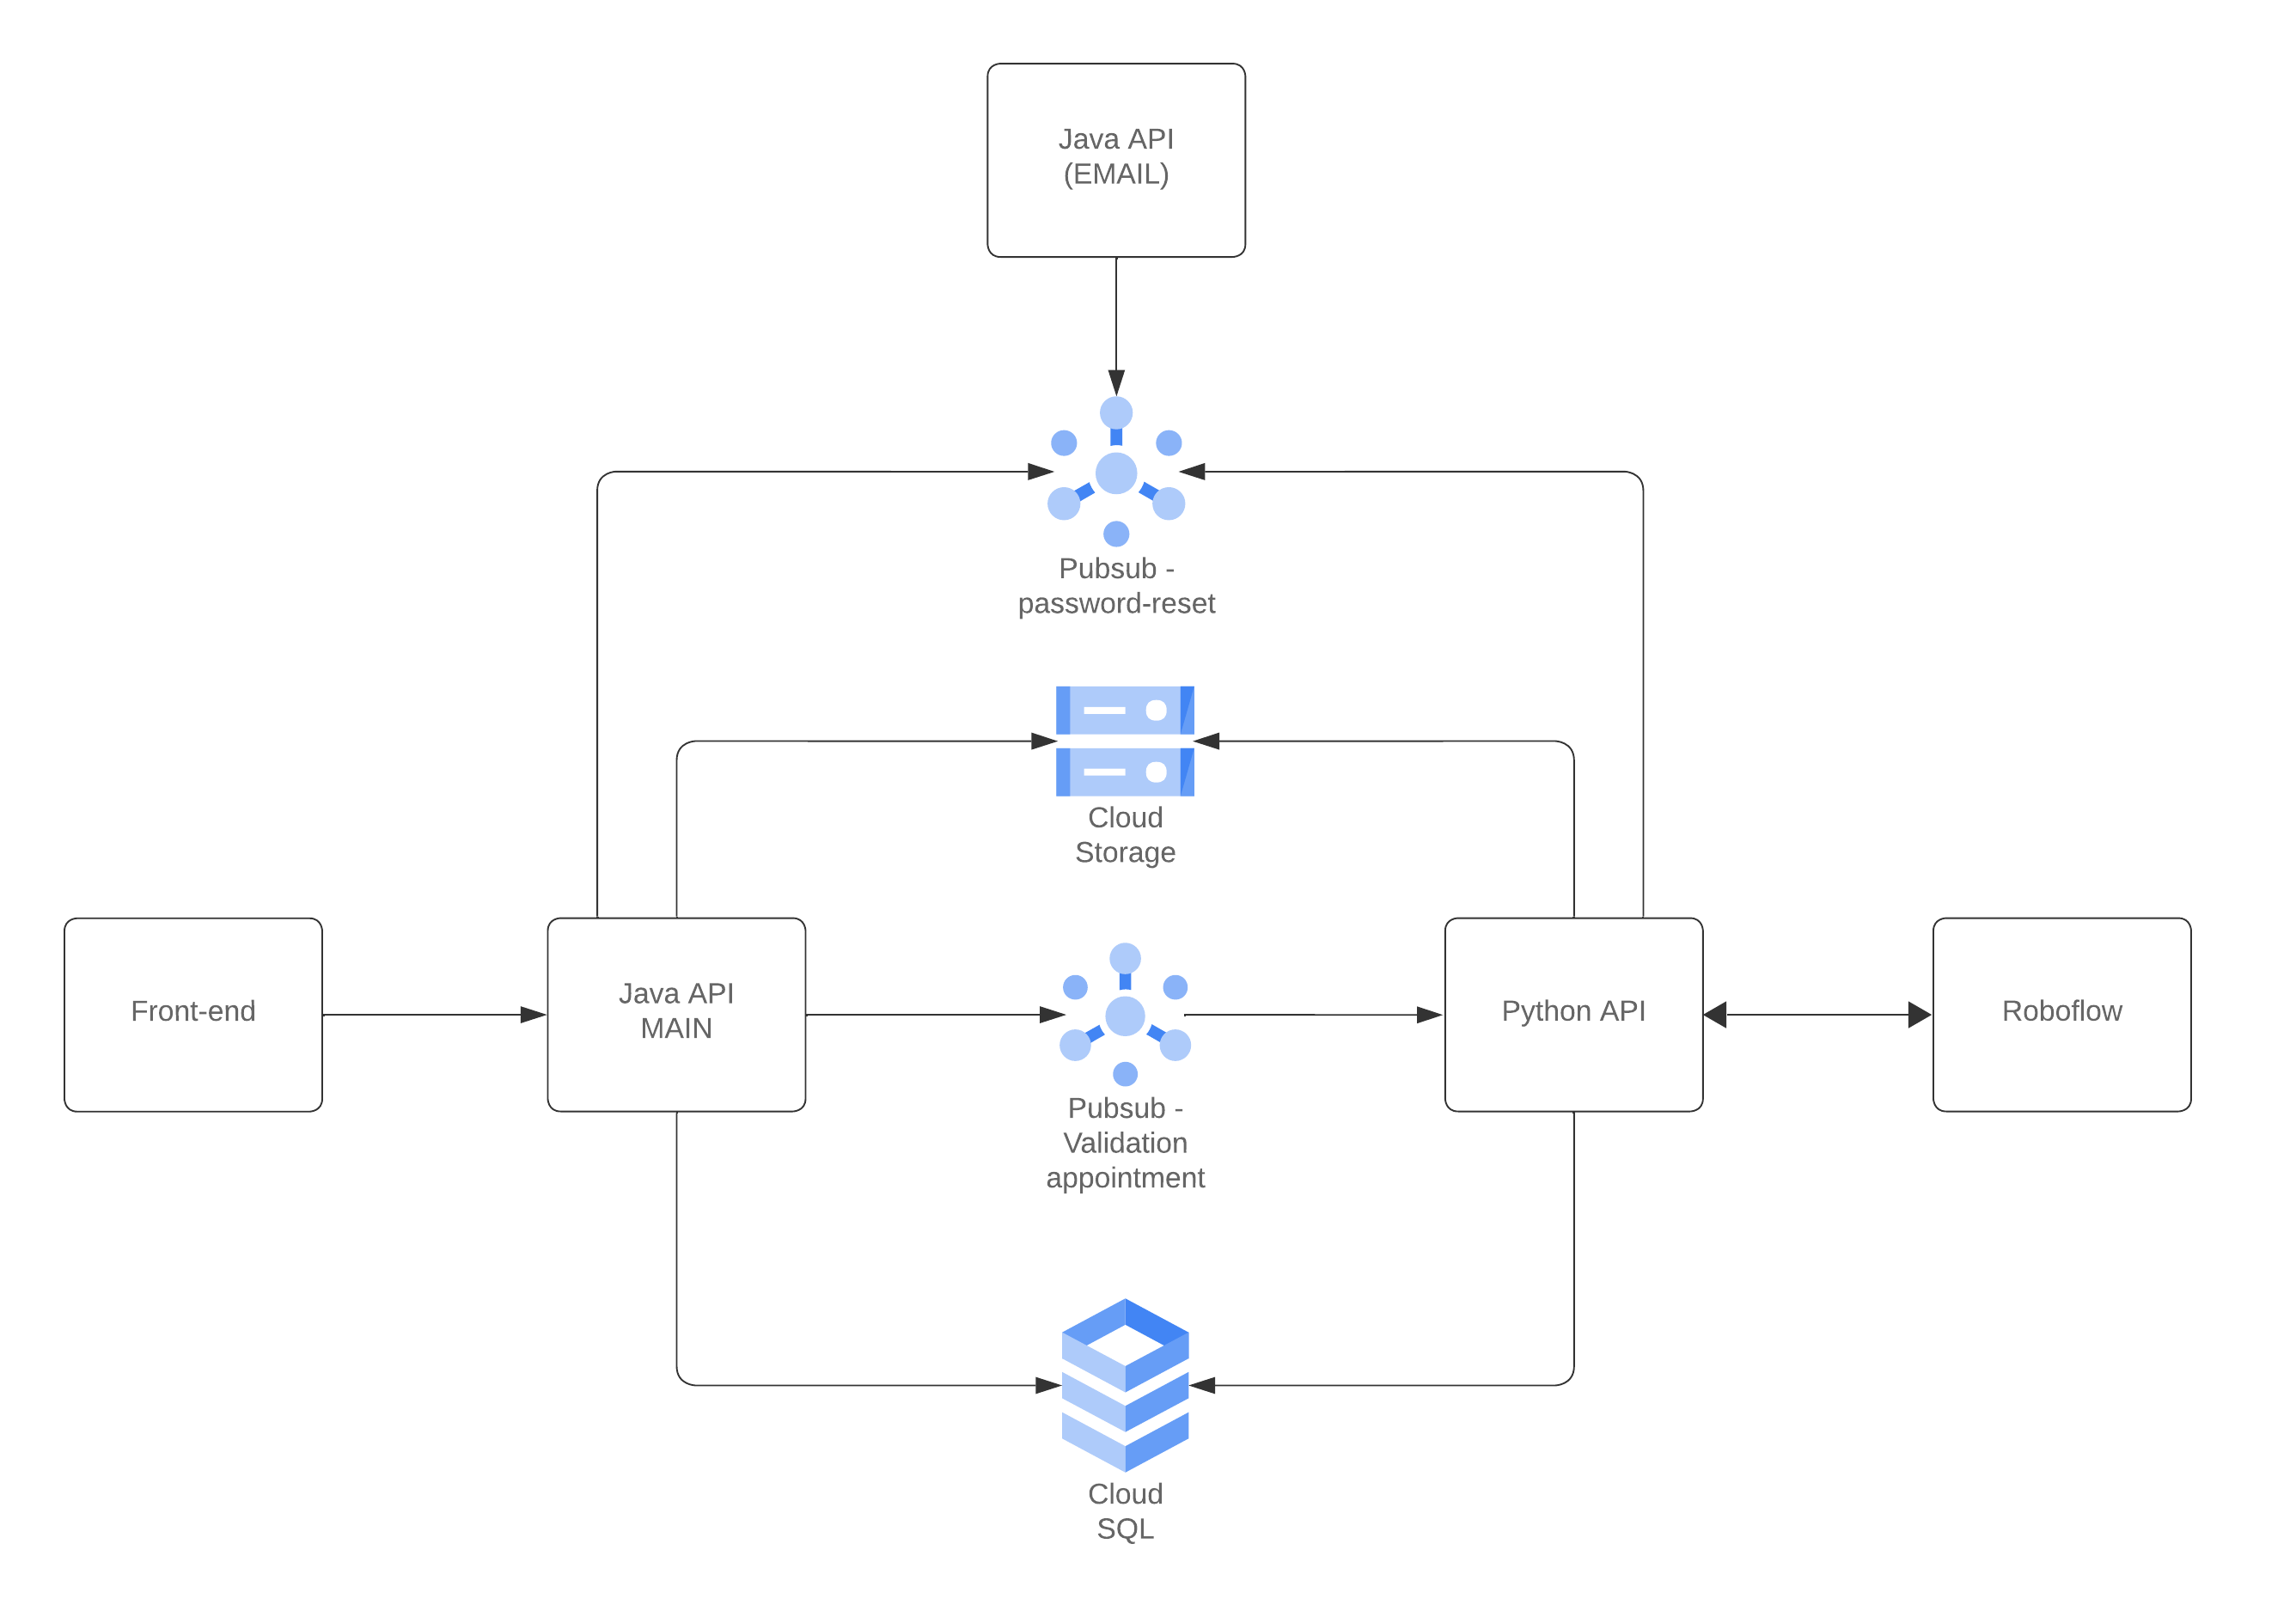 Java API
(EMAIL)
Pubsub -
password-reset
Cloud
Storage
Front-end
Java API
MAIN
Pubsub -
Validation
appointment
Python API
Roboflow
Cloud
SQL